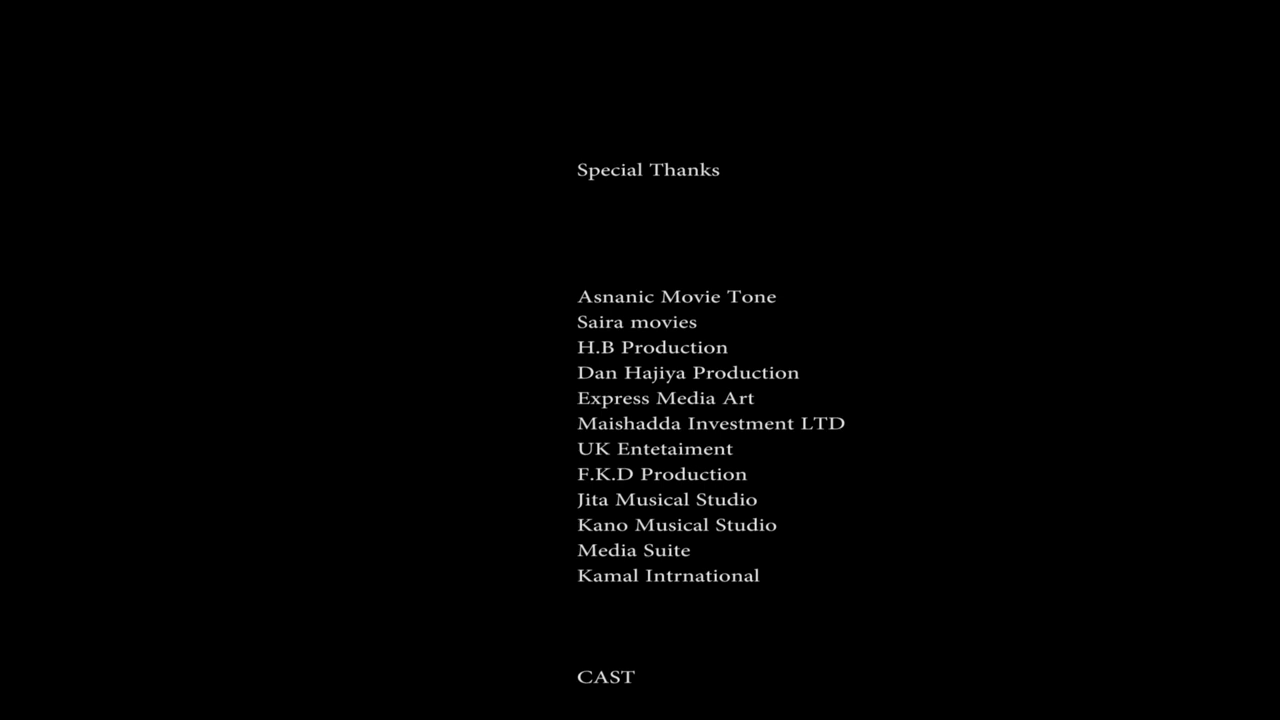 Special Thanks
Asnanic Movie Tone
Saira movies
H.B Production
Dan Hajiya Production
Express Media Art
Maishadda Investment LTD
UK Entetaiment
F.K.D Production
Jita Musical Studio
Kano Musical Studio
Media Suite
Kamal Intrnational
CAST